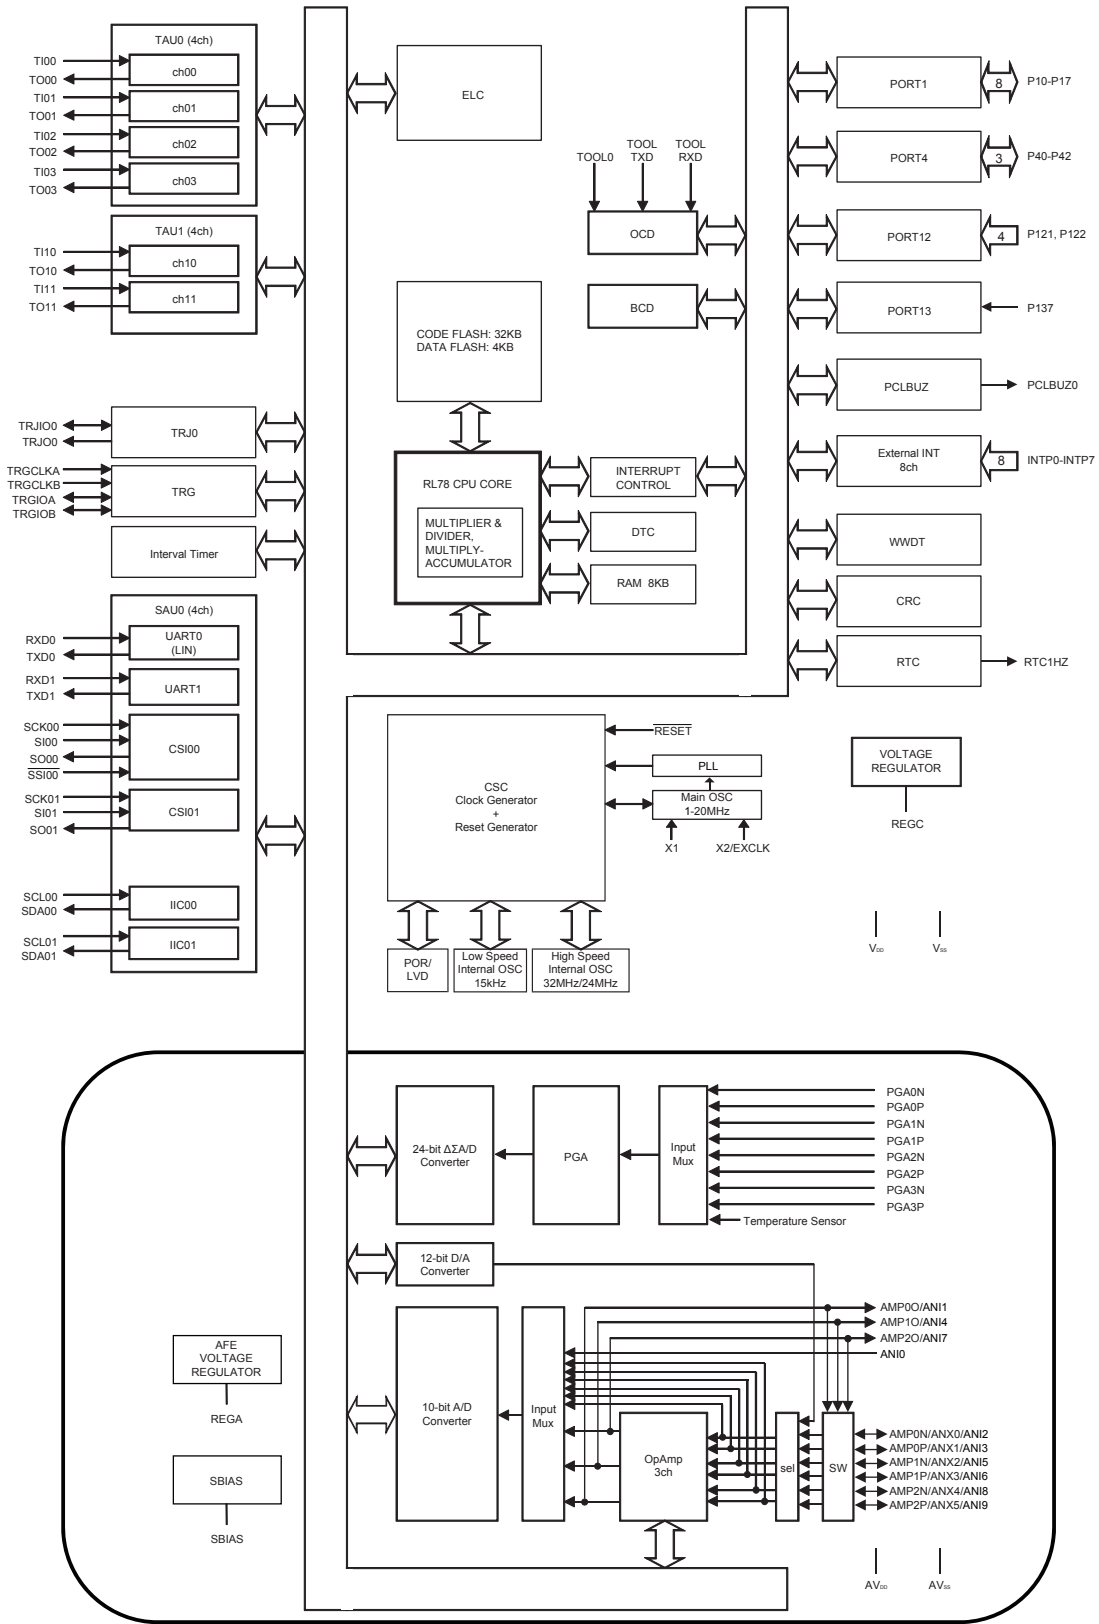 TAU0 (4ch)
TI00
TO00
ch00
TI01
TO01
ch01
TI02
TO02
ch02
TI03
TO03
ch03
TAU1 (4ch)
TI10
TO10
ch10
TI11
TO11
ch11
TRJIO0
TRJO0
TRJ0
TRGCLKA
TRGCLKB
TRGIOA
TRGIOB
TRG
Interval Timer
SAU0 (4ch)
RXD0
TXD0
UART0
(LIN)
RXD1
TXD1
UART1
SCK00
SI00
SO00
SSI00
CSI00
SCK01
SI01
SO01
CSI01
SCL00
SDA00
IIC00
SCL01
SDA01
IIC01
ELC
TOOL0
TOOL
TXD
TOOL
RXD
OCD
BCD
CODE FLASH: 32KB
DATA FLASH: 4KB
RL78 CPU CORE
MULTIPLIER &
DIVIDER,
MULTIPLY-
ACCUMULATOR
INTERRUPT
CONTROL
DTC
RAM 8KB
PORT1
8
P10-P17
PORT4
3
P40-P42
PORT12
4
P121, P122
PORT13
P137
PCLBUZ
PCLBUZ0
External INT
8ch
8
INTP0-INTP7
WWDT
CRC
RTC
RTC1HZ
CSC
Clock Generator
+
Reset Generator
RESET
PLL
Main OSC
1-20MHz
X1
X2/EXCLK
POR/
LVD
Low Speed
Internal OSC
15kHz
High Speed
Internal OSC
32MHz/24MHz
VOLTAGE
REGULATOR
REGC
VDD
VSS
24-bit ΔΣA/D
Converter
PGA
Input
Mux
PGA0N
PGA0P
PGA1N
PGA1P
PGA2N
PGA2P
PGA3N
PGA3P
Temperature Sensor
12-bit D/A
Converter
10-bit A/D
Converter
Input
Mux
OpAmp
3ch
sel
SW
AMP0O/ANI1
AMP1O/ANI4
AMP2O/ANI7
ANI0
AMP0N/ANX0/ANI2
AMP0P/ANX1/ANI3
AMP1N/ANX2/ANI5
AMP1P/ANX3/ANI6
AMP2N/ANX4/ANI8
AMP2P/ANX5/ANI9
AFE
VOLTAGE
REGULATOR
REGA
SBIAS
SBIAS
AVDD
AVSS